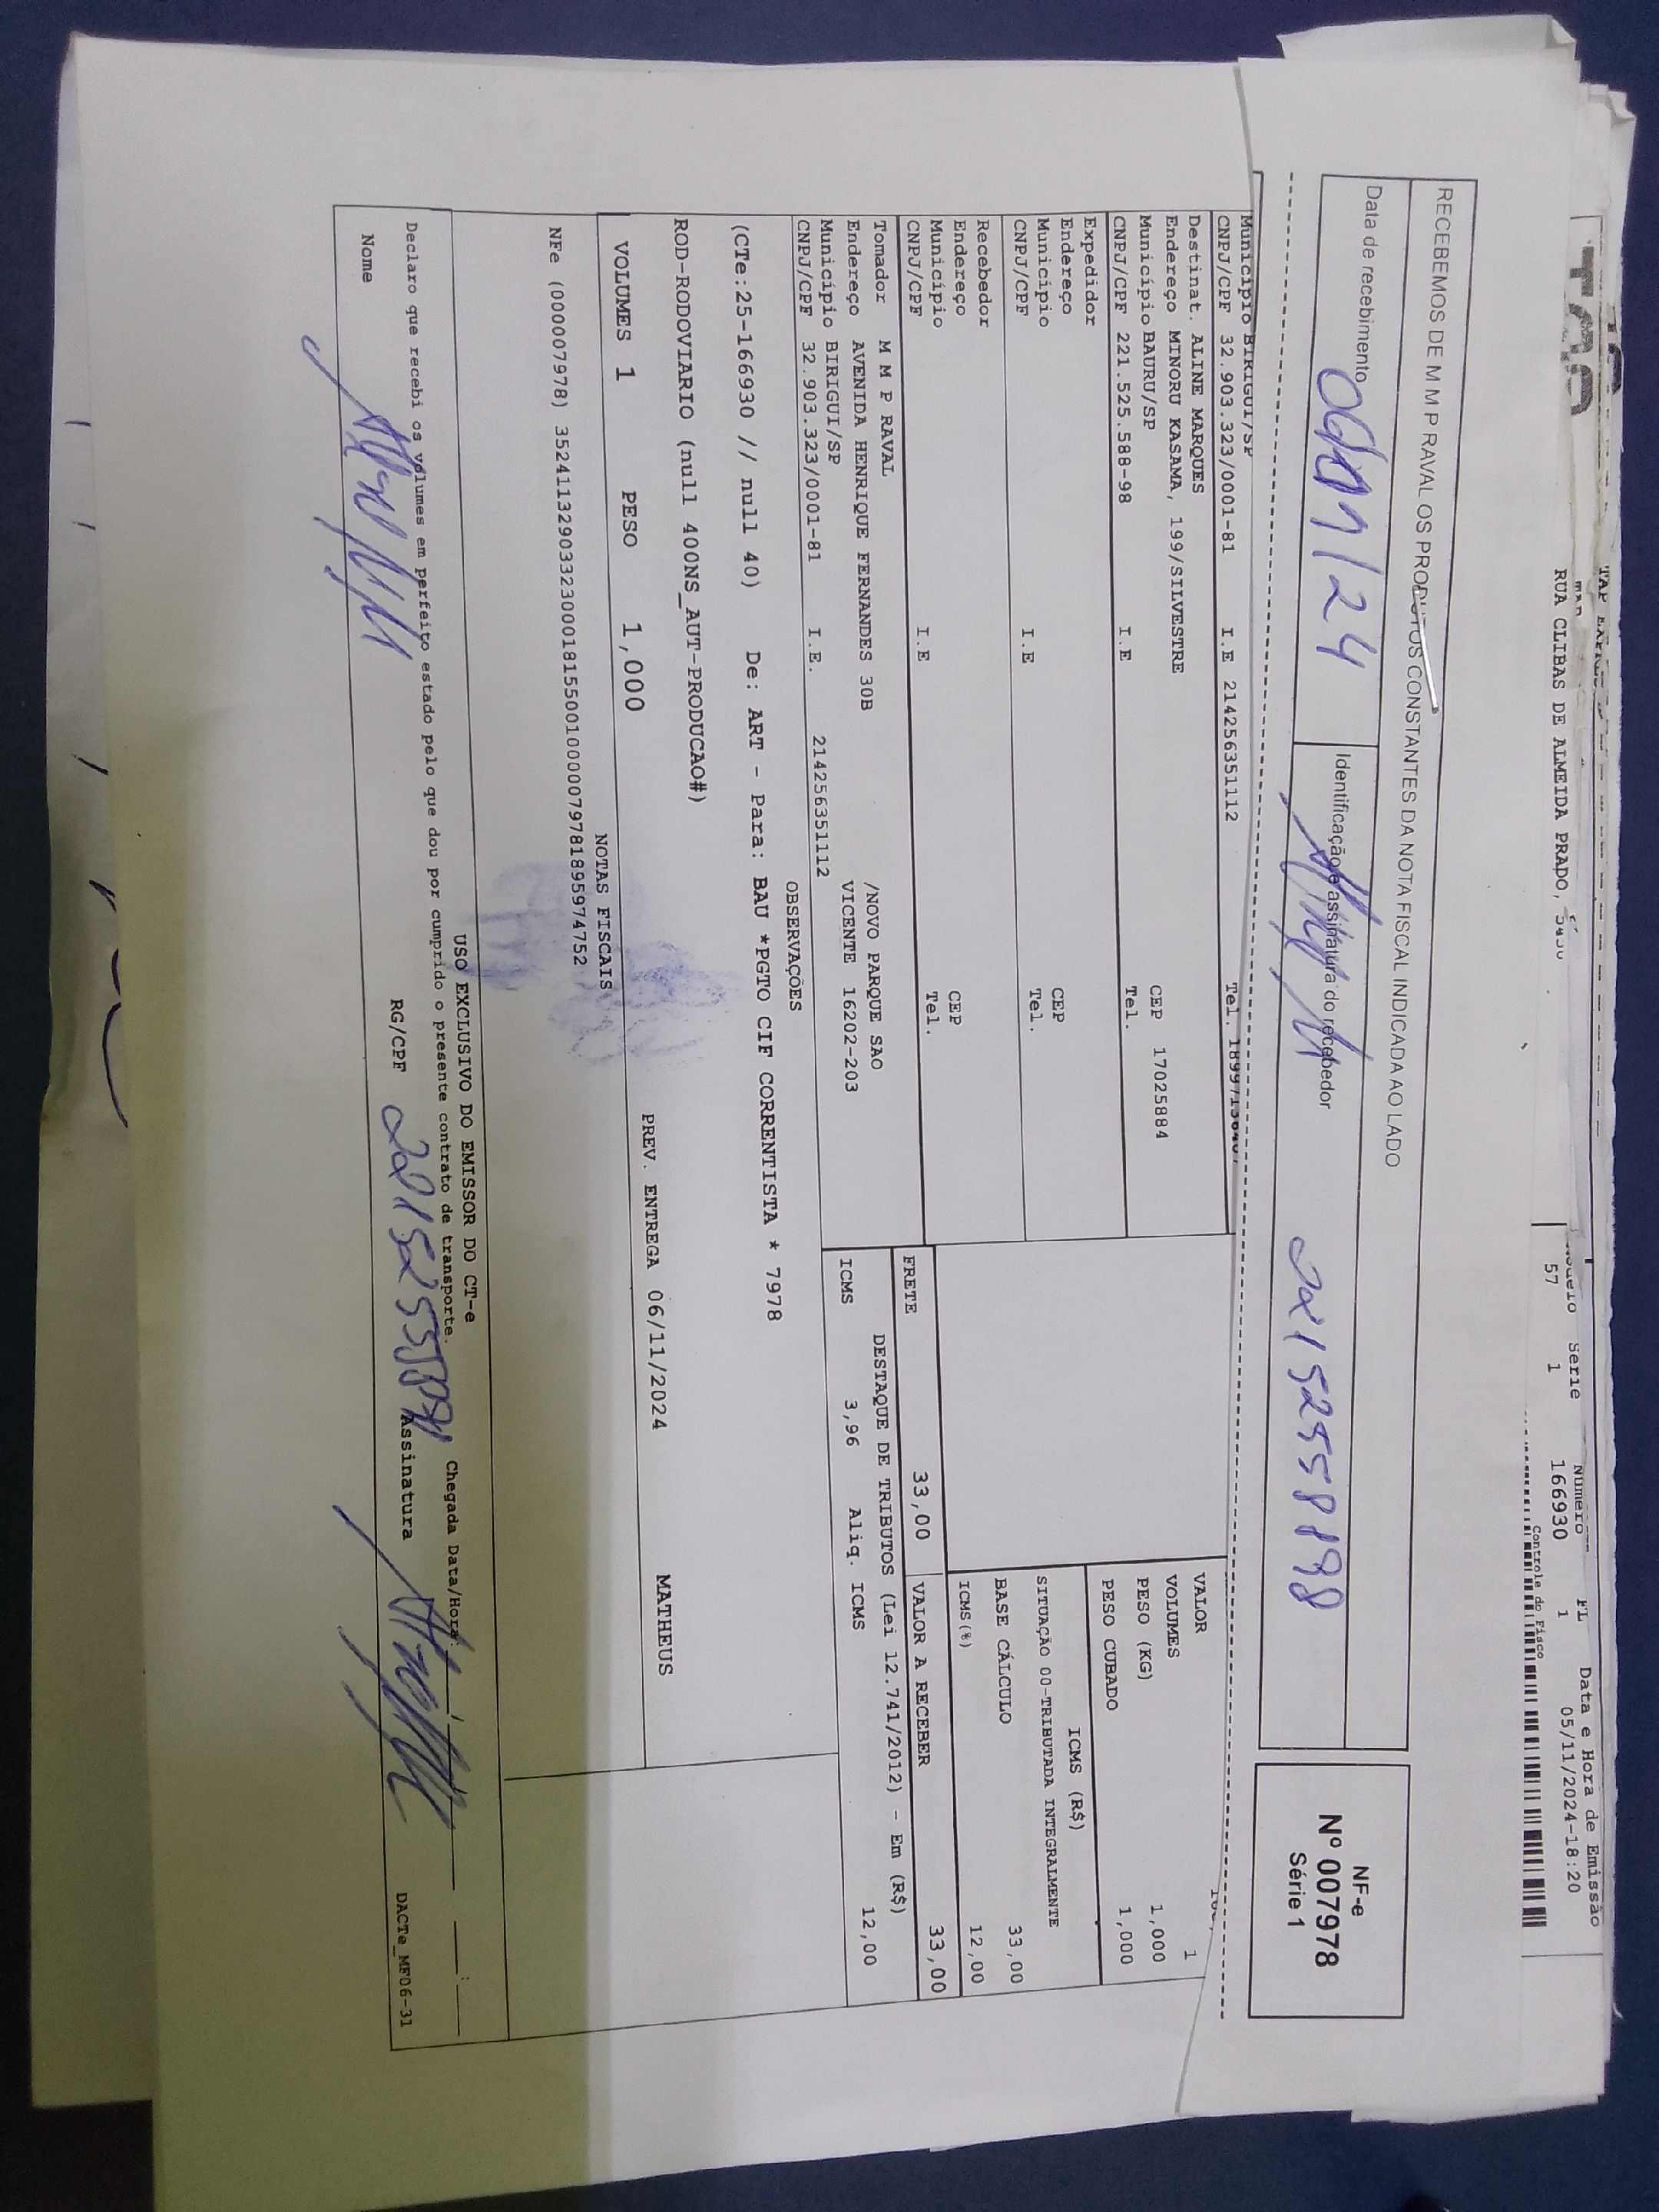 RUA CLIBAS DE ALMEIDA PRADO,
Serie Numero FL Data e Hora de Emissão
57 1 166930 1 05/11/2024-18:20
Controle do Fisco
RECEBEMOS DE M M P RAVAL OS PRODUTOS CONSTANTES DA NOTA FISCAL INDICADA AO LADO
Data de recebimento
Identificação e assinatura do recebedor
22152558898
NF-e
Nº 007978
Série 1
Município BIRIGUI/SP
CNPJ/CPF 32.903.323/0001-81 I.E 214256351112 Tel.
Destinat. ALINE MARQUES
Endereço MINORU KASAMA, 199/SILVESTRE CEP 17025884
Município BAURU/SP
CNPJ/CPF 221.525.588-98 I.E Tel.
Expedidor
Endereço CEP
Município
CNPJ/CPF I.E Tel.
Recebedor
Endereço CEP
Município
CNPJ/CPF I.E Tel.
VALOR
VOLUMES 1
PESO (KG) 1,000
PESO CUBADO 1,000
ICMS (R$)
SITUAÇÃO 00-TRIBUTADA INTEGRALMENTE
BASE CÁLCULO 33,00
ICMS(%) 12,00
FRETE 33,00 VALOR A RECEBER 33,00
Tomador M M P RAVAL
Endereço AVENIDA HENRIQUE FERNANDES 30B /NOVO PARQUE SAO
VICENTE 16202-203
Município BIRIGUI/SP
CNPJ/CPF 32.903.323/0001-81 I.E. 214256351112
DESTAQUE DE TRIBUTOS (Lei 12.741/2012) - Em (R$)
ICMS 3,96 Aliq. ICMS 12,00
OBSERVAÇÕES
(CTe:25-166930 // null 40) De: ART - Para: BAU *PGTO CIF CORRENTISTA * 7978
ROD-RODOVIARIO (null 400NS_AUT-PRODUCAO#)
VOLUMES 1 PESO 1,000 PREV. ENTREGA 06/11/2024 MATHEUS
NOTAS FISCAIS
NFe (000007978) 35241132903323000181550010000079781895974752
USO EXCLUSIVO DO EMISSOR DO CT-e
Declaro que recebi os volumes em perfeito estado pelo que dou por cumprido o presente contrato de transporte. Chegada Data/Hora:
Nome RG/CPF 22152558898 Assinatura
DACTe_MF06-31